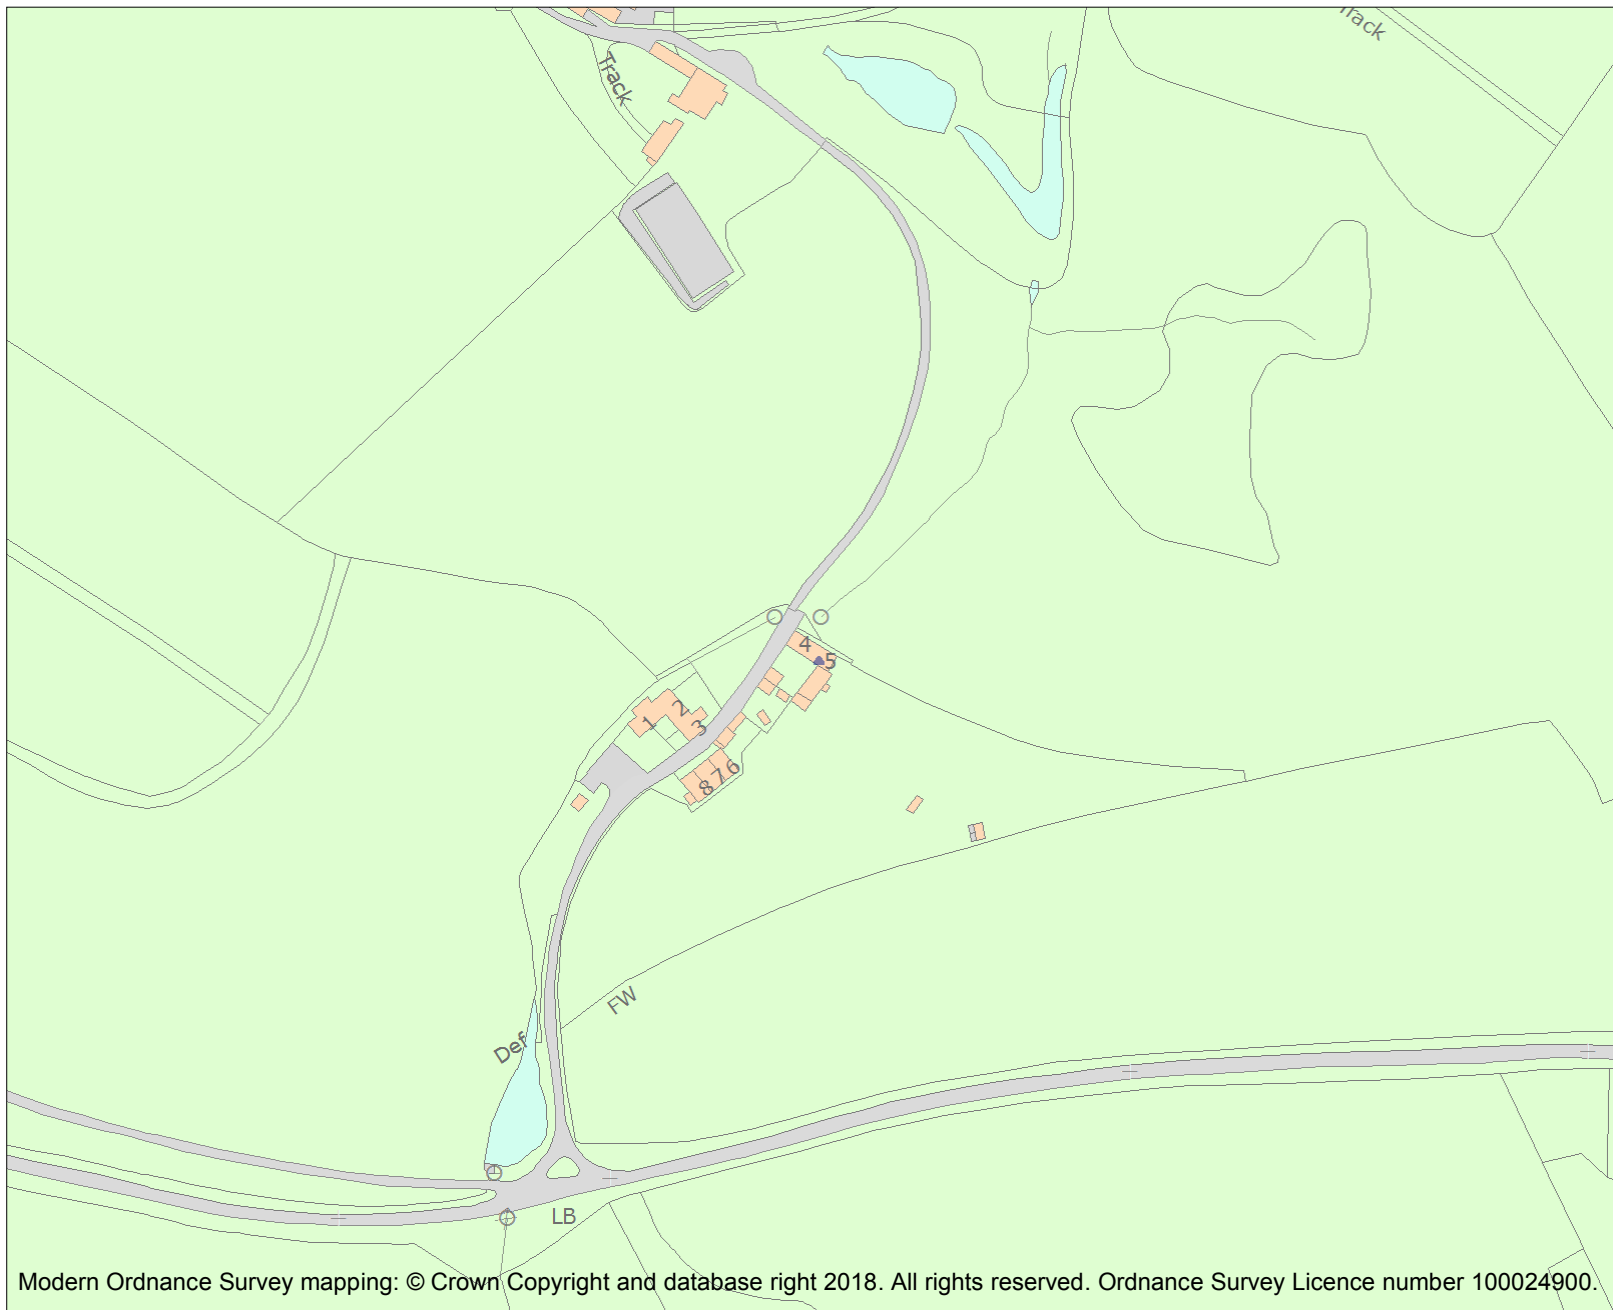 Track
Track
4
5
2
1
3
6
7
8
FW
Def
LB
Modern Ordnance Survey mapping: © Crown Copyright and database right 2018. All rights reserved. Ordnance Survey Licence number 100024900.